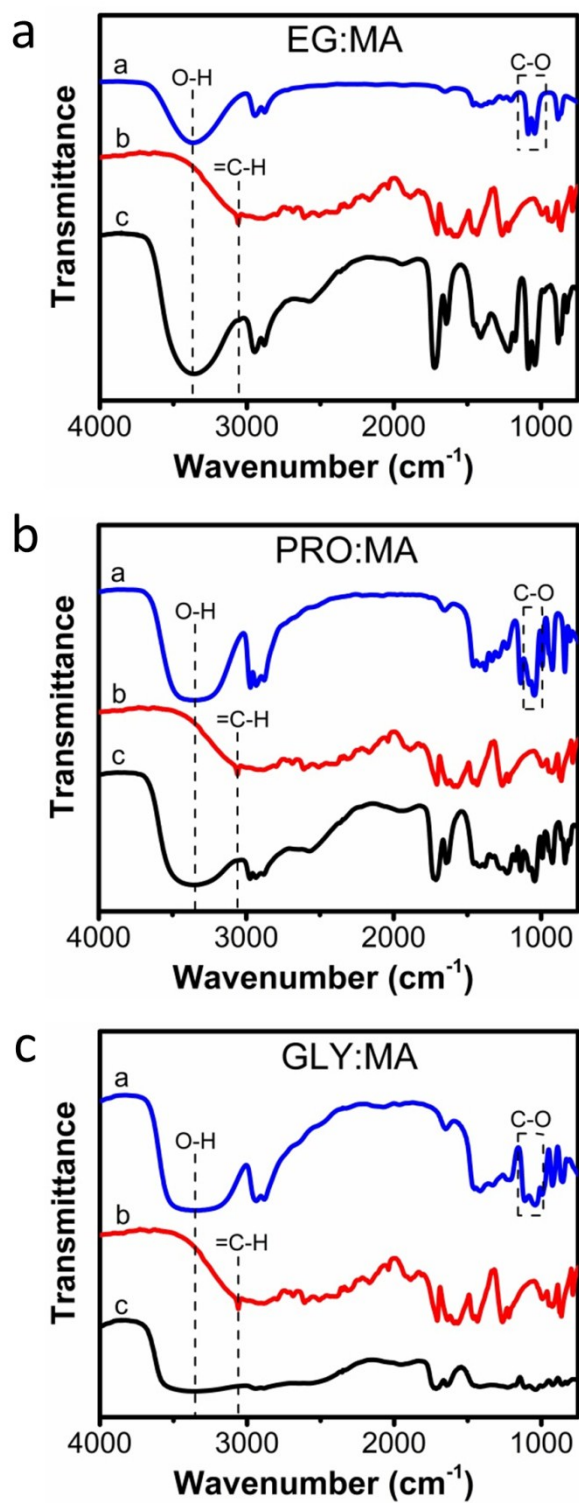 a
EG:MA
O-H
C-O
a
b
=C-H
c
Transmittance
4000 3000 2000 1000
Wavenumber (cm⁻¹)
b
PRO:MA
a
O-H
C-O
b
=C-H
c
Transmittance
4000 3000 2000 1000
Wavenumber (cm⁻¹)
c
GLY:MA
a
O-H
C-O
b
=C-H
c
Transmittance
4000 3000 2000 1000
Wavenumber (cm⁻¹)